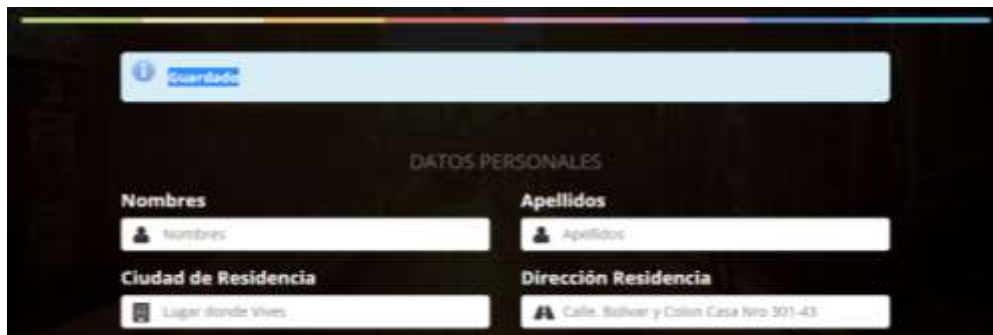 Guardado
DATOS PERSONALES
Nombres
Apellidos
Nombres
Apellidos
Ciudad de Residencia
Dirección Residencia
Lugar donde Vives
Calle. Bolivar y Colon Casa Nro 301-43